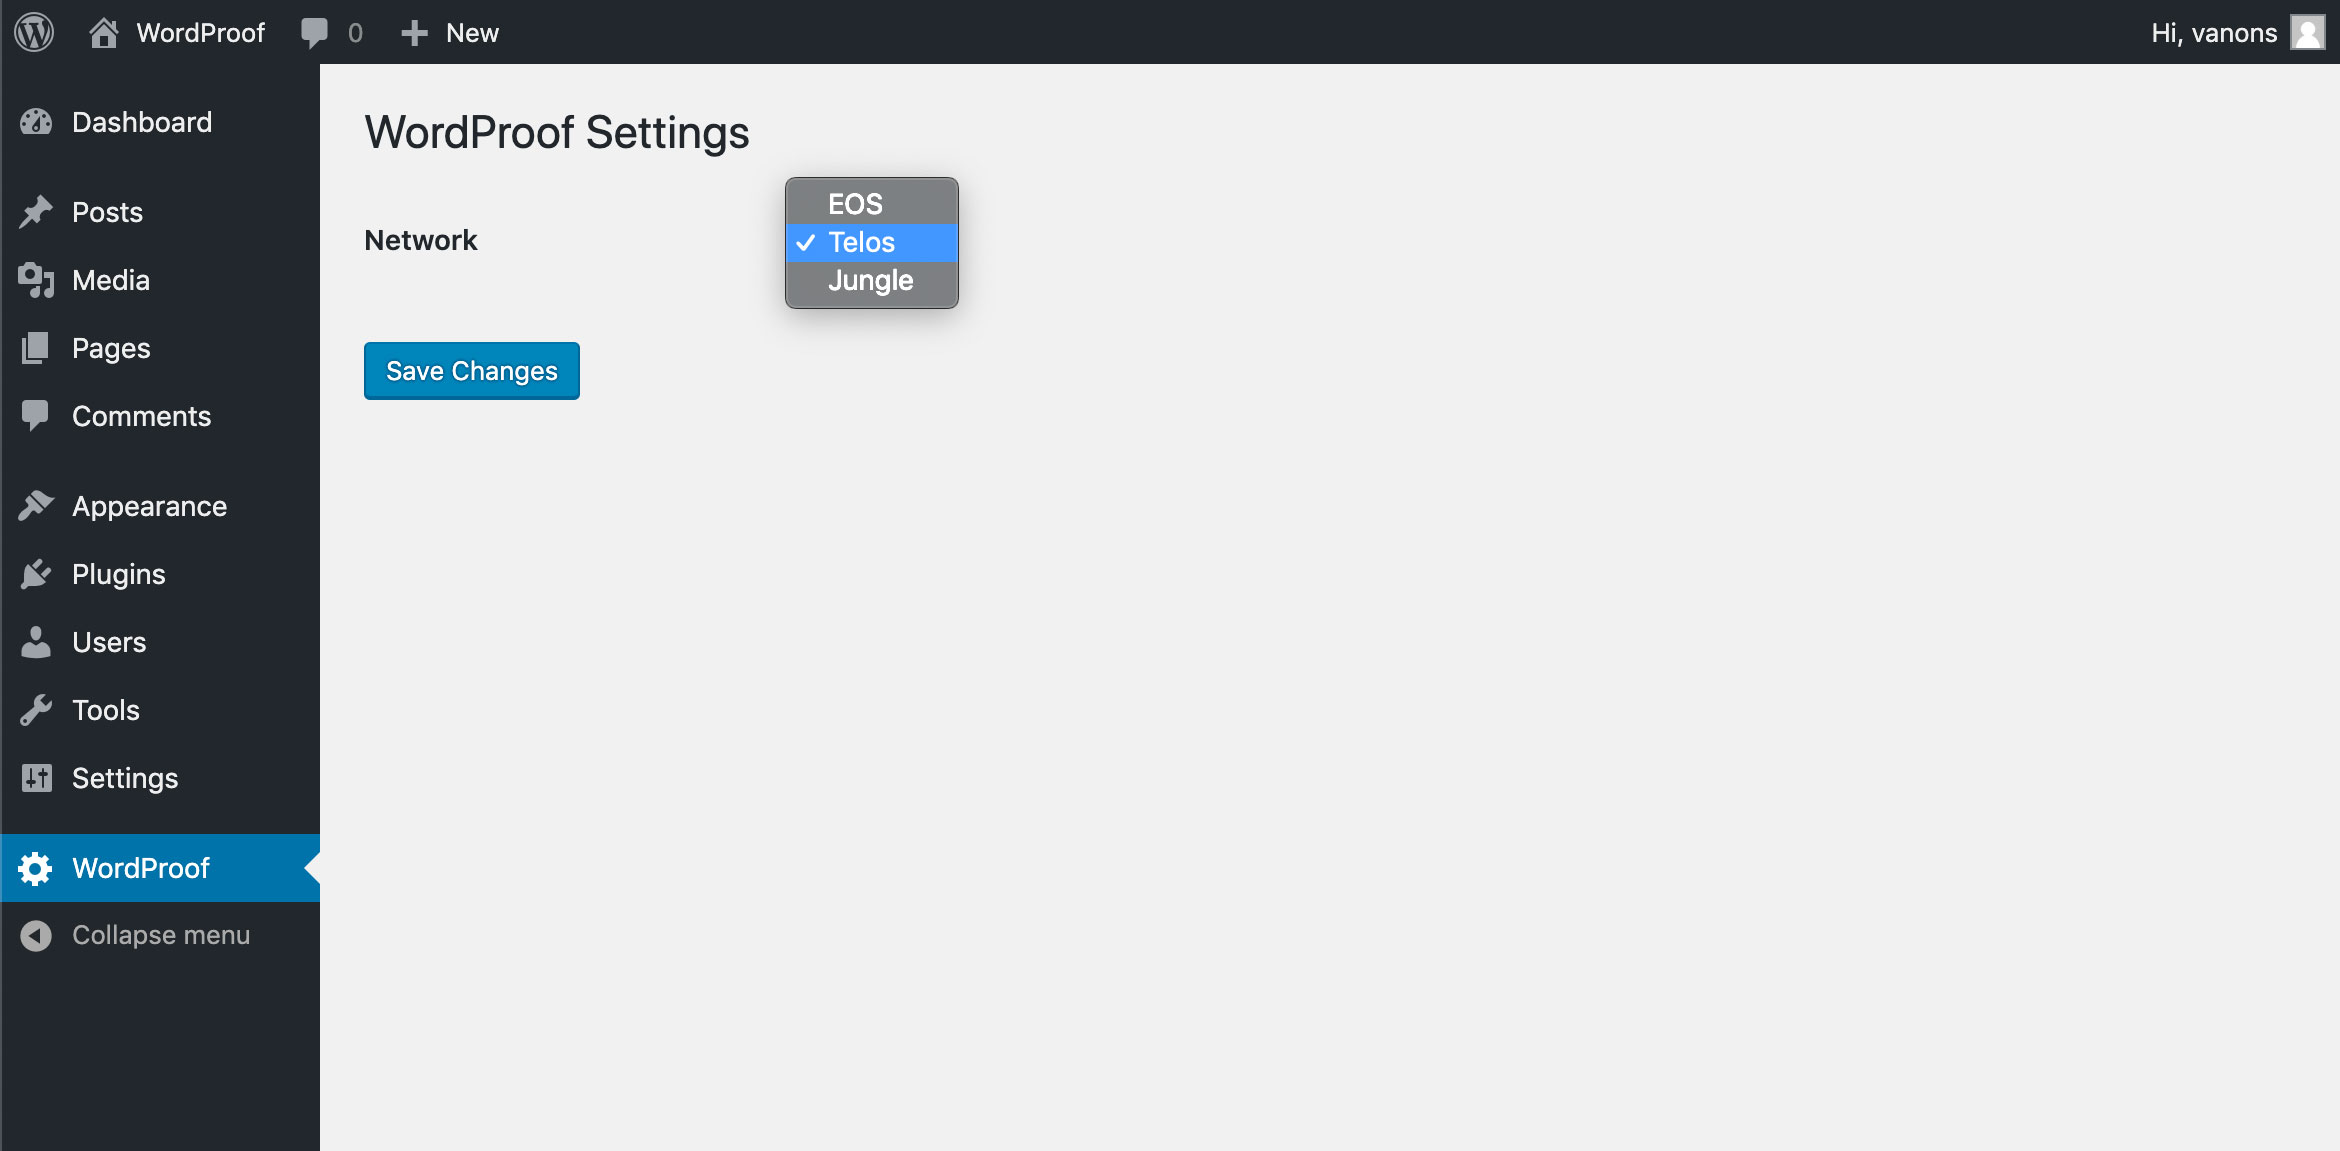 WordProof
0
New
Hi, vanons
Dashboard
Posts
Media
Pages
Comments
Appearance
Plugins
Users
Tools
Settings
WordProof
Collapse menu
WordProof Settings
Network
EOS
✓ Telos
Jungle
Save Changes